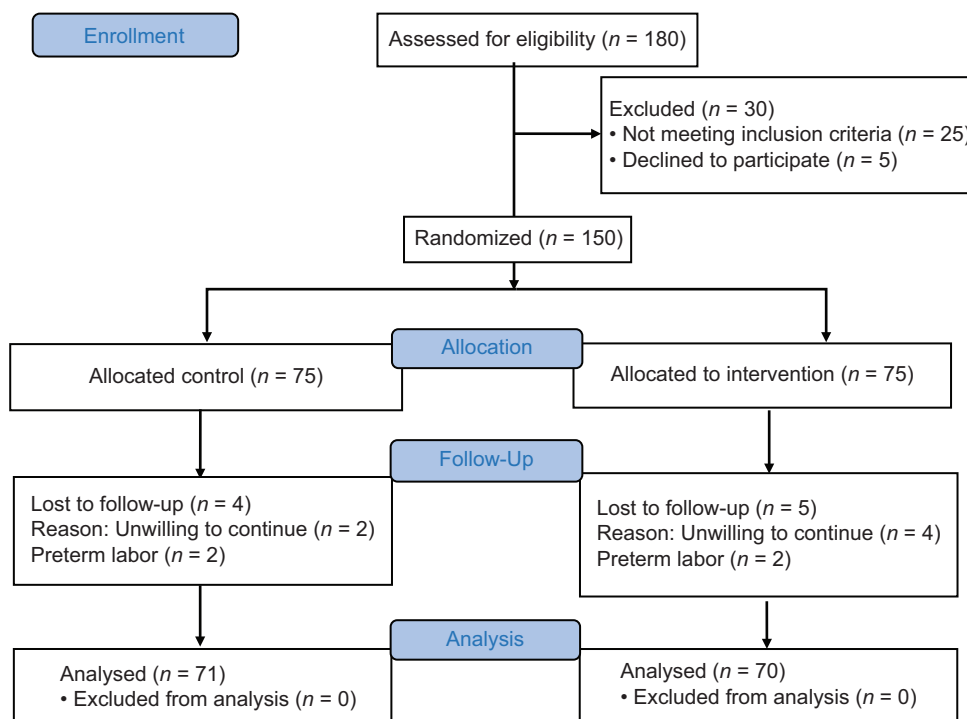 Enrollment
Assessed for eligibility (n = 180)
Excluded (n = 30)
• Not meeting inclusion criteria (n = 25)
• Declined to participate (n = 5)
Randomized (n = 150)
Allocation
Allocated control (n = 75)
Allocated to intervention (n = 75)
Follow-Up
Lost to follow-up (n = 4)
Reason: Unwilling to continue (n = 2)
Preterm labor (n = 2)
Lost to follow-up (n = 5)
Reason: Unwilling to continue (n = 4)
Preterm labor (n = 2)
Analysis
Analysed (n = 71)
• Excluded from analysis (n = 0)
Analysed (n = 70)
• Excluded from analysis (n = 0)